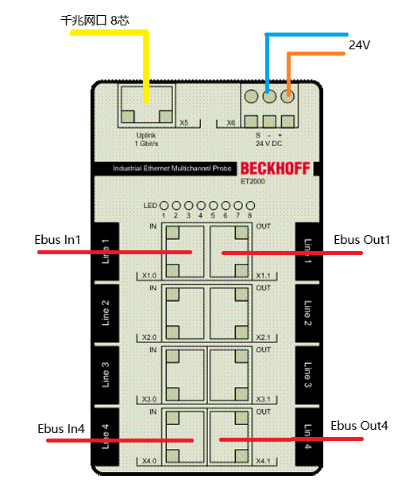 千兆网口 8芯
24V
X5
X6
Uplink
1 Gbit/s
S - +
24 V DC
Industrial Ethernet Multichannel Probe
BECKHOFF
ET2000
LED
1 2 3 4 5 6 7 8
IN
OUT
Ebus In1
Ebus Out1
Line 1
Line 1
X1.0
X1.1
IN
OUT
Line 2
Line 2
X2.0
X2.1
IN
OUT
Line 3
Line 3
X3.0
X3.1
IN
OUT
Ebus In4
Ebus Out4
Line 4
Line 4
X4.0
X4.1